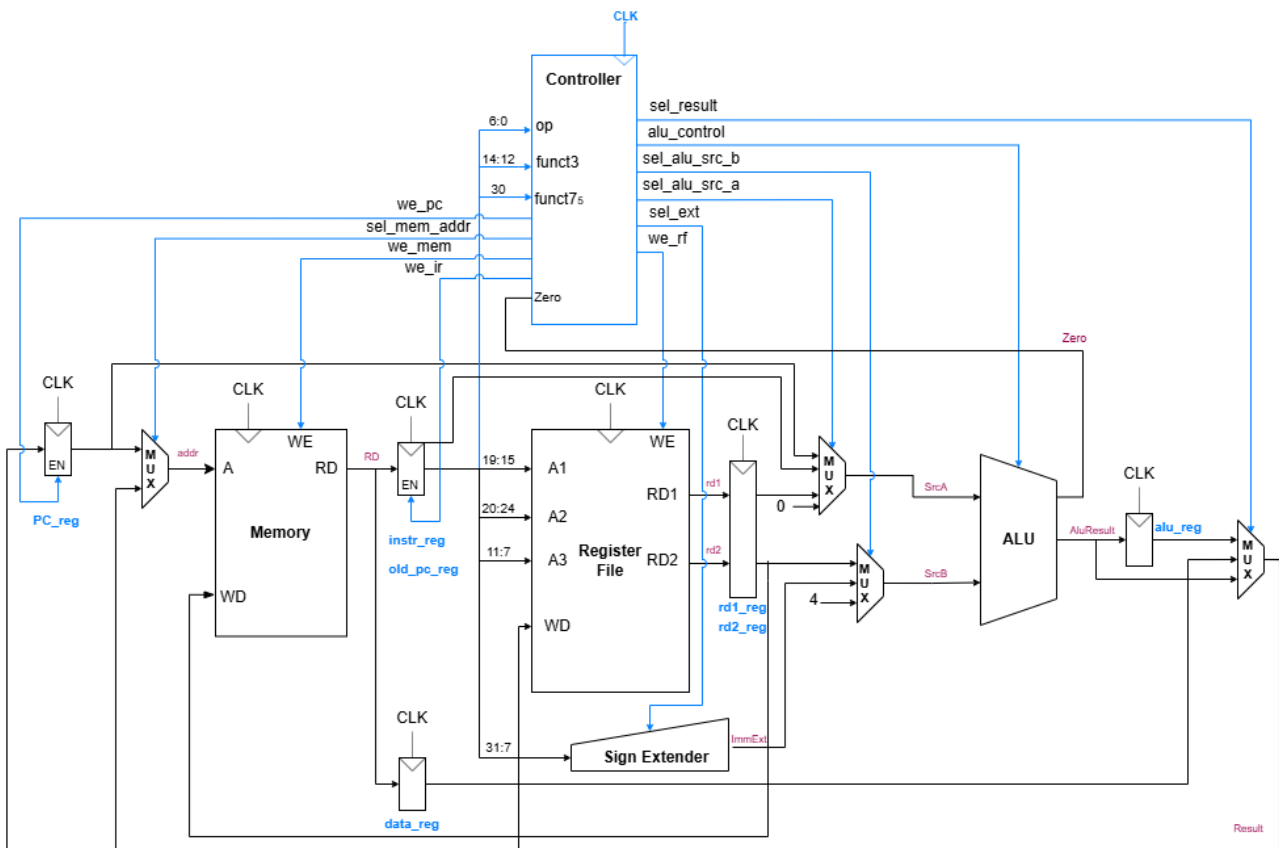 CLK
Controller
sel_result
6:0
op
alu_control
14:12
funct3
sel_alu_src_b
30
funct7₅
sel_alu_src_a
we_pc
sel_ext
sel_mem_addr
we_rf
we_mem
we_ir
Zero
Zero
CLK
CLK
CLK
CLK
CLK
CLK
EN
MUX
addr
A
WE
RD
RD
EN
19:15
A1
WE
RD1
rd1
MUX
0
SrcA
CLK
PC_reg
Memory
instr_reg
20:24
A2
ALU
AluResult
alu_reg
MUX
old_pc_reg
11:7
A3
Register
File
RD2
rd2
MUX
SrcB
4
WD
rd1_reg
rd2_reg
WD
CLK
31:7
Sign Extender
ImmExt
data_reg
Result